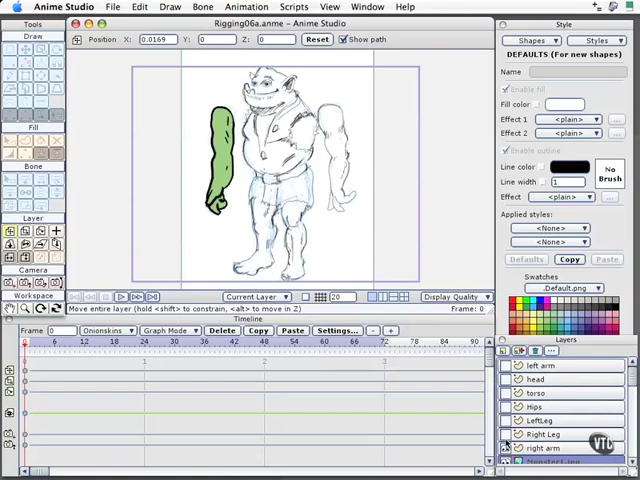 Anime Studio File Edit Draw Bone Animation Scripts View Window Help
Rigging06a.anme - Anime Studio
Tools
Draw
Fill
Bone
Layer
Camera
Workspace
Position X: 0.0169 Y: 0 Z: 0 Reset Show path
Current Layer 20 Display Quality
Move entire layer (hold <shift> to constrain, <alt> to move in Z) Frame: 0
Timeline
Frame 0 Onionskins Graph Mode Delete Copy Paste Settings... - +
0 6 12 18 24 30 36 42 48 54 60 66 72 78 84 90
1 2 3
Style
Shapes Styles
DEFAULTS (For new shapes)
Name
Enable fill
Fill color
Effect 1 <plain> ...
Effect 2 <plain> ...
Enable outline
Line color
Line width 1
No Brush
Effect <plain> ...
Applied styles:
<None>
<None>
Defaults Copy Paste
Swatches
.Default.png
Layers
left arm
head
torso
Hips
LeftLeg
Right Leg
right arm
VTC